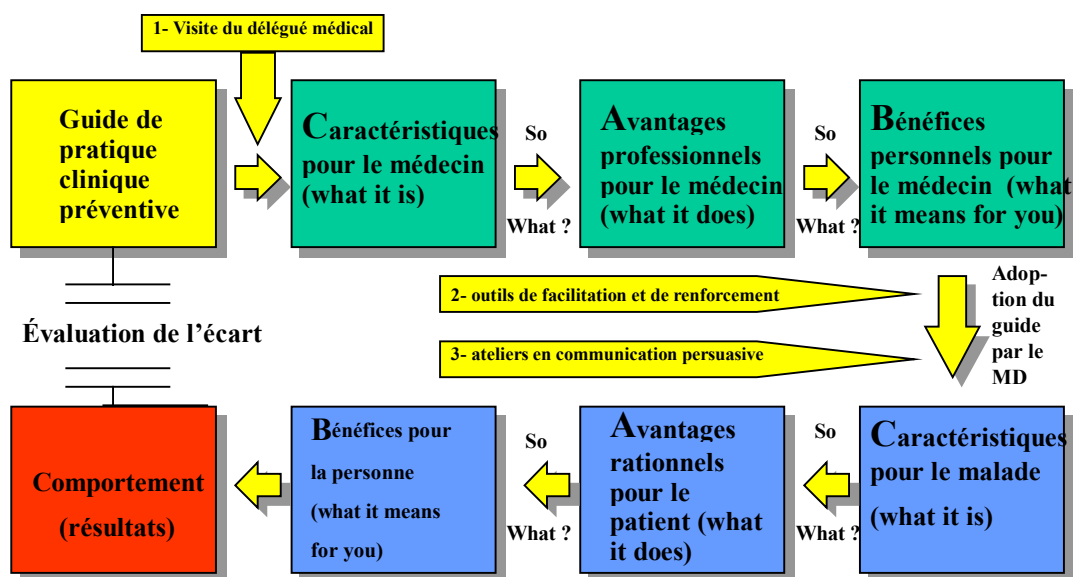 1- Visite du délégué médical
Guide de
pratique
clinique
préventive
Caractéristiques
pour le médecin
(what it is)
So
What ?
Avantages
professionnels
pour le médecin
(what it does)
So
What ?
Bénéfices
personnels pour
le médecin (what
it means for you)
2- outils de facilitation et de renforcement
3- ateliers en communication persuasive
Adop-
tion du
guide
par le
MD
Évaluation de l’écart
Comportement
(résultats)
Bénéfices pour
la personne
(what it means
for you)
So
What ?
Avantages
rationnels
pour le
patient (what
it does)
So
What ?
Caractéristiques
pour le malade
(what it is)